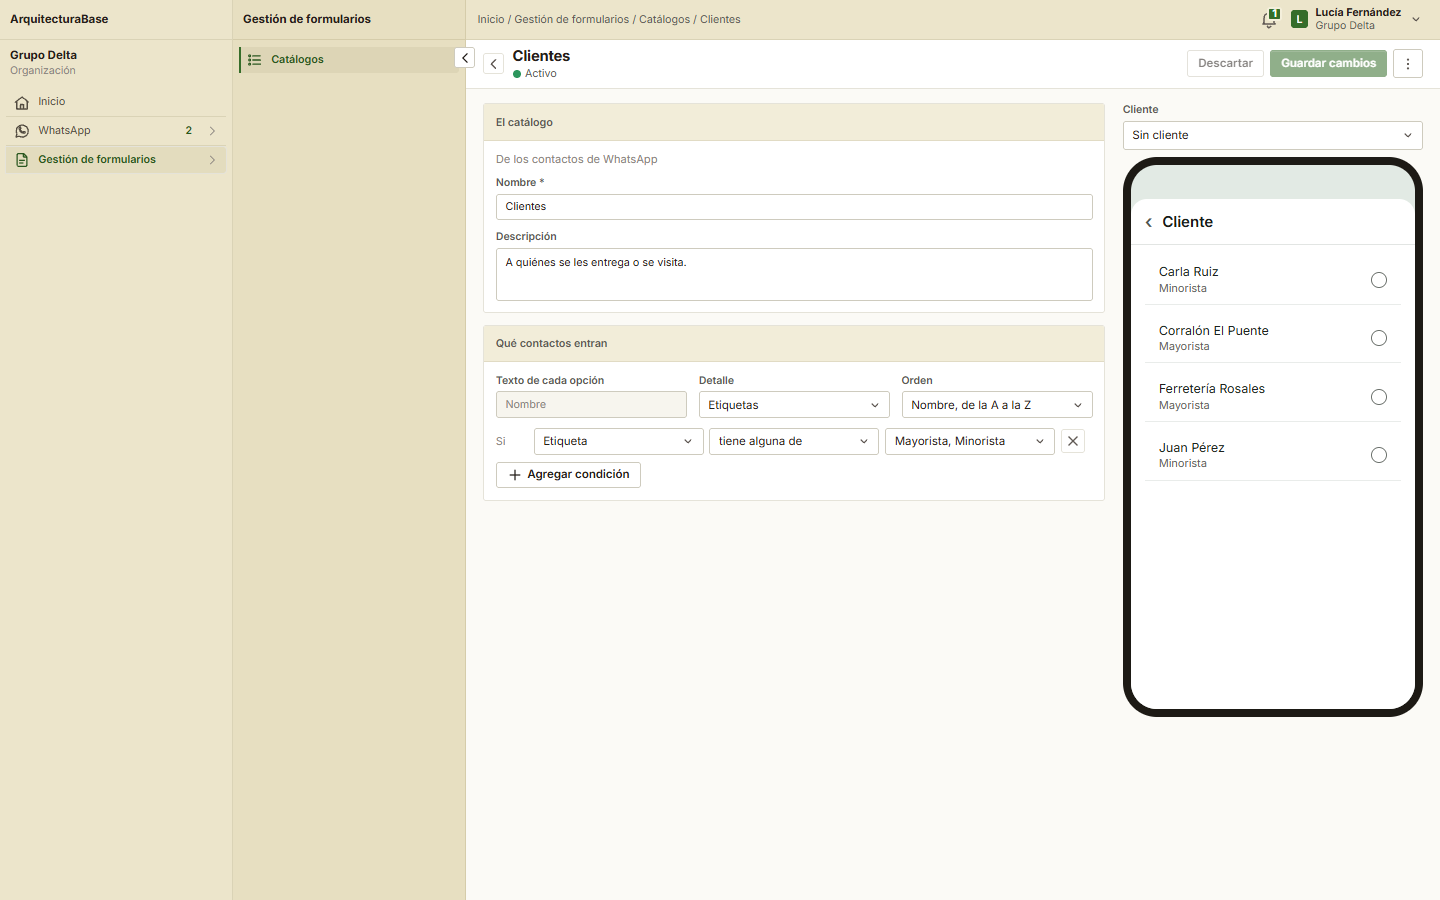 ArquitecturaBase
Grupo Delta
Organización
Inicio
WhatsApp 2
Gestión de formularios
Gestión de formularios
Catálogos
Inicio / Gestión de formularios / Catálogos / Clientes
1
L
Lucía Fernández
Grupo Delta
Clientes
Activo
Descartar
Guardar cambios
El catálogo
De los contactos de WhatsApp
Nombre *
Clientes
Descripción
A quiénes se les entrega o se visita.
Qué contactos entran
Texto de cada opción
Detalle
Orden
Nombre
Etiquetas
Nombre, de la A a la Z
Si
Etiqueta
tiene alguna de
Mayorista, Minorista
Agregar condición
Cliente
Sin cliente
Cliente
Carla Ruiz
Minorista
Corralón El Puente
Mayorista
Ferretería Rosales
Mayorista
Juan Pérez
Minorista